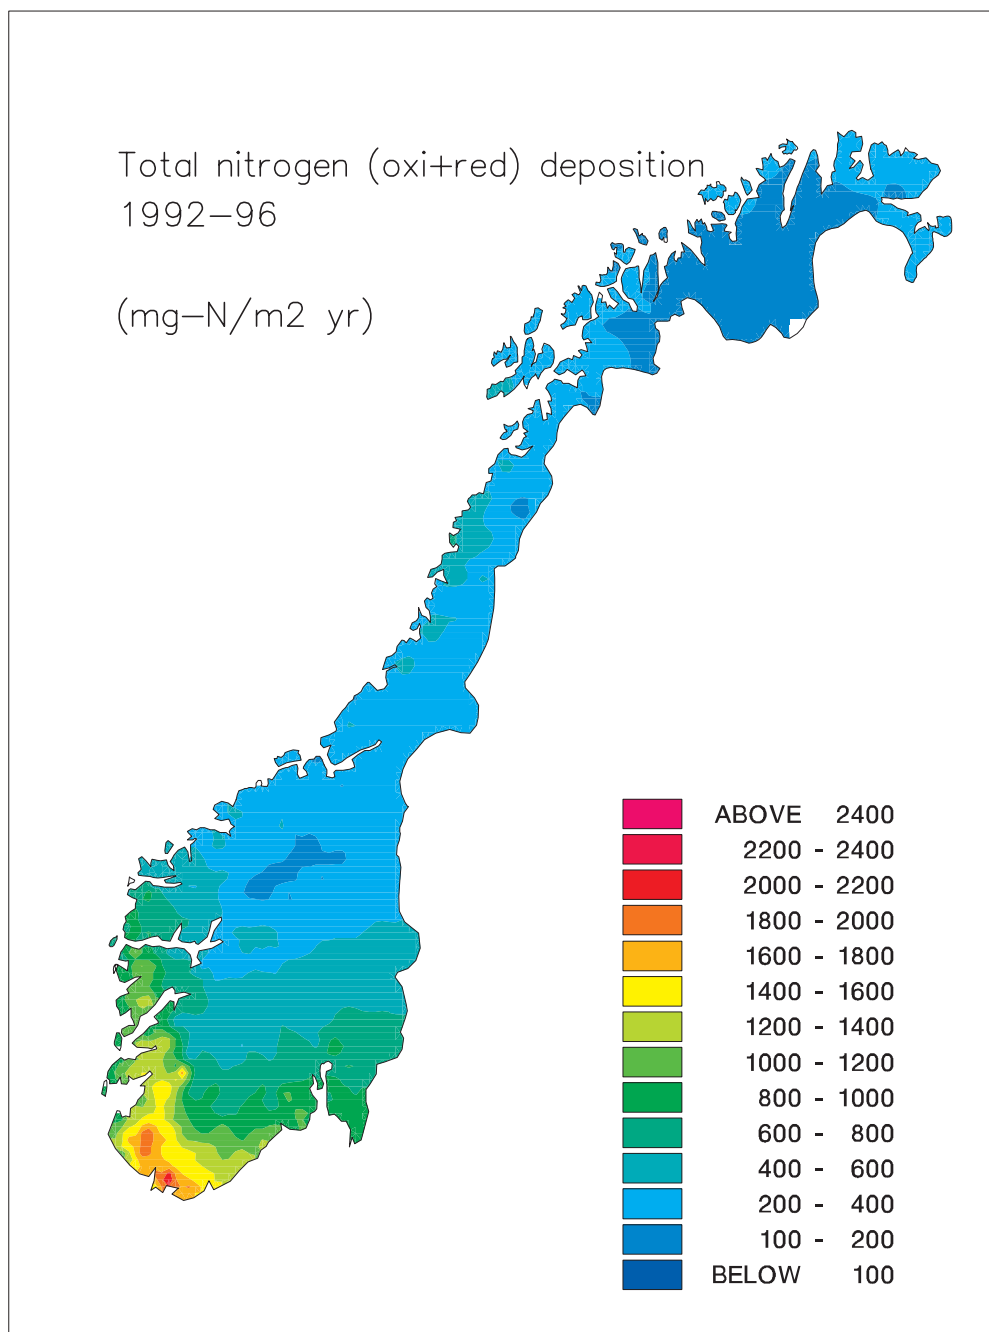 Total nitrogen (oxi+red) deposition
1992-96
(mg-N/m2 yr)
ABOVE 2400
2200 - 2400
2000 - 2200
1800 - 2000
1600 - 1800
1400 - 1600
1200 - 1400
1000 - 1200
800 - 1000
600 - 800
400 - 600
200 - 400
100 - 200
BELOW 100